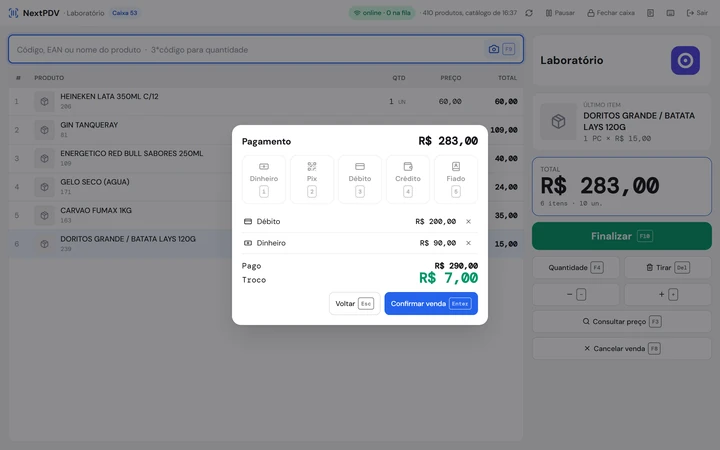 NextPDV · Laboratório Caixa 53
online · 0 na fila · 410 produtos, catálogo de 16:37 Pausar Fechar caixa Sair
Código, EAN ou nome do produto · 3*código para quantidade F9
# PRODUTO QTD PREÇO TOTAL
1 HEINEKEN LATA 350ML C/12 1 UN 60,00 60,00
206
2 GIN TANQUERAY 109,00
81
3 ENERGETICO RED BULL SABORES 250ML 40,00
109
4 GELO SECO (AGUA) 24,00
171
5 CARVAO FUMAX 1KG 35,00
103
6 DORITOS GRANDE / BATATA LAYS 120G 15,00
230
Pagamento R$ 283,00
Dinheiro Pix Débito Crédito Fiado
1 2 3 4 5
Débito R$ 200,00 ×
Dinheiro R$ 90,00 ×
Pago R$ 290,00
Troco R$ 7,00
Voltar Esc Confirmar venda Enter
Laboratório
ÚLTIMO ITEM
DORITOS GRANDE / BATATA
LAYS 120G
1 PC × R$ 15,00
TOTAL
R$ 283,00
6 itens · 10 un.
Finalizar F10
Quantidade F4 Tirar Del
− - + +
Consultar preço F3
× Cancelar venda F8